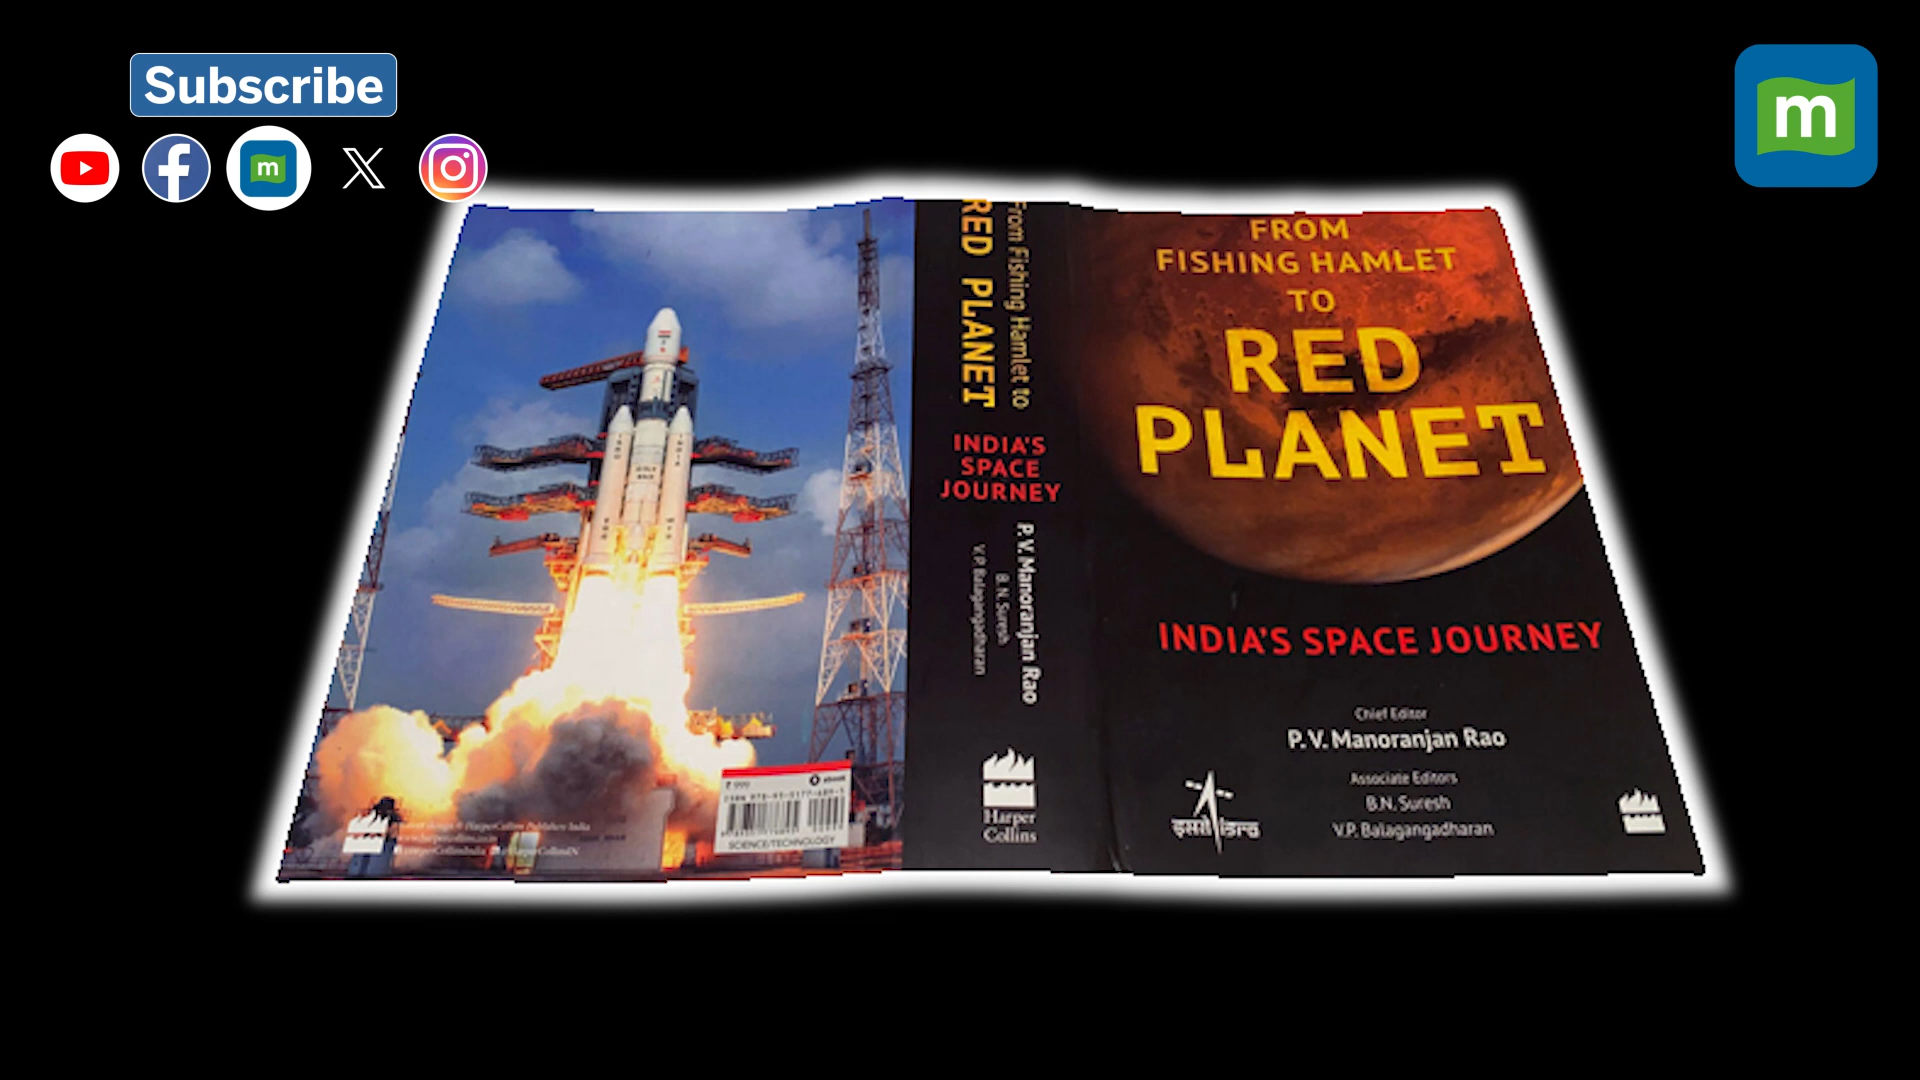 Subscribe
m
m
FROM
FISHING HAMLET
TO
RED
PLANET
INDIA'S SPACE JOURNEY
Chief Editor
P.V. Manoranjan Rao
Associate Editors
B.N. Suresh
V.P. Balagangadharan
इसरो isro
From Fishing Hamlet to
RED PLANET
INDIA'S
SPACE
JOURNEY
P.V. Manoranjan Rao
B.N. Suresh
V.P. Balagangadharan
Harper
Collins
SCIENCE/TECHNOLOGY